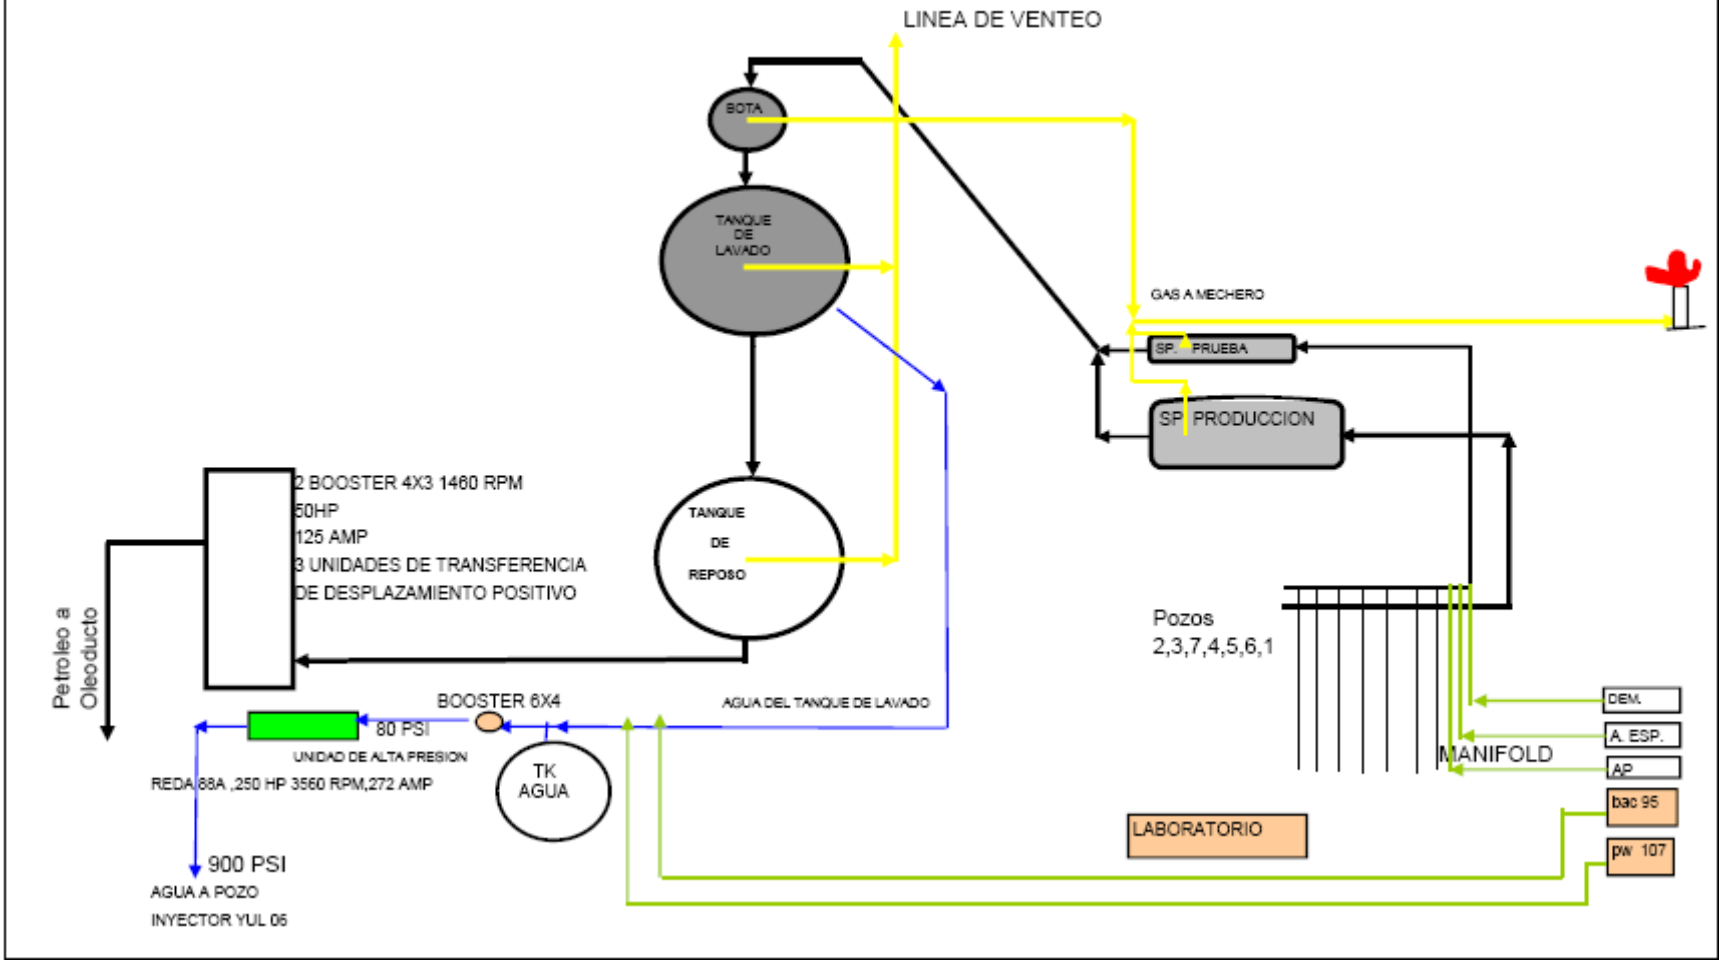 LINEA DE VENTEO
BOTA
TANQUE
DE
LAVADO
GAS A MECHERO
SP. PRUEBA
SP PRODUCCION
2 BOOSTER 4X3 1460 RPM
50HP
125 AMP
3 UNIDADES DE TRANSFERENCIA
DE DESPLAZAMIENTO POSITIVO
TANQUE
DE
REPOSO
Petroleo a
Oleoducto
Pozos
2,3,7,4,5,6,1
BOOSTER 6X4
AGUA DEL TANQUE DE LAVADO
DEM.
80 PSI
A. ESP.
UNIDAD DE ALTA PRESION
MANIFOLD
TK
AGUA
AP
REDA 88A ,250 HP 3560 RPM,272 AMP
bac 95
LABORATORIO
pw 107
900 PSI
AGUA A POZO
INYECTOR YUL 06